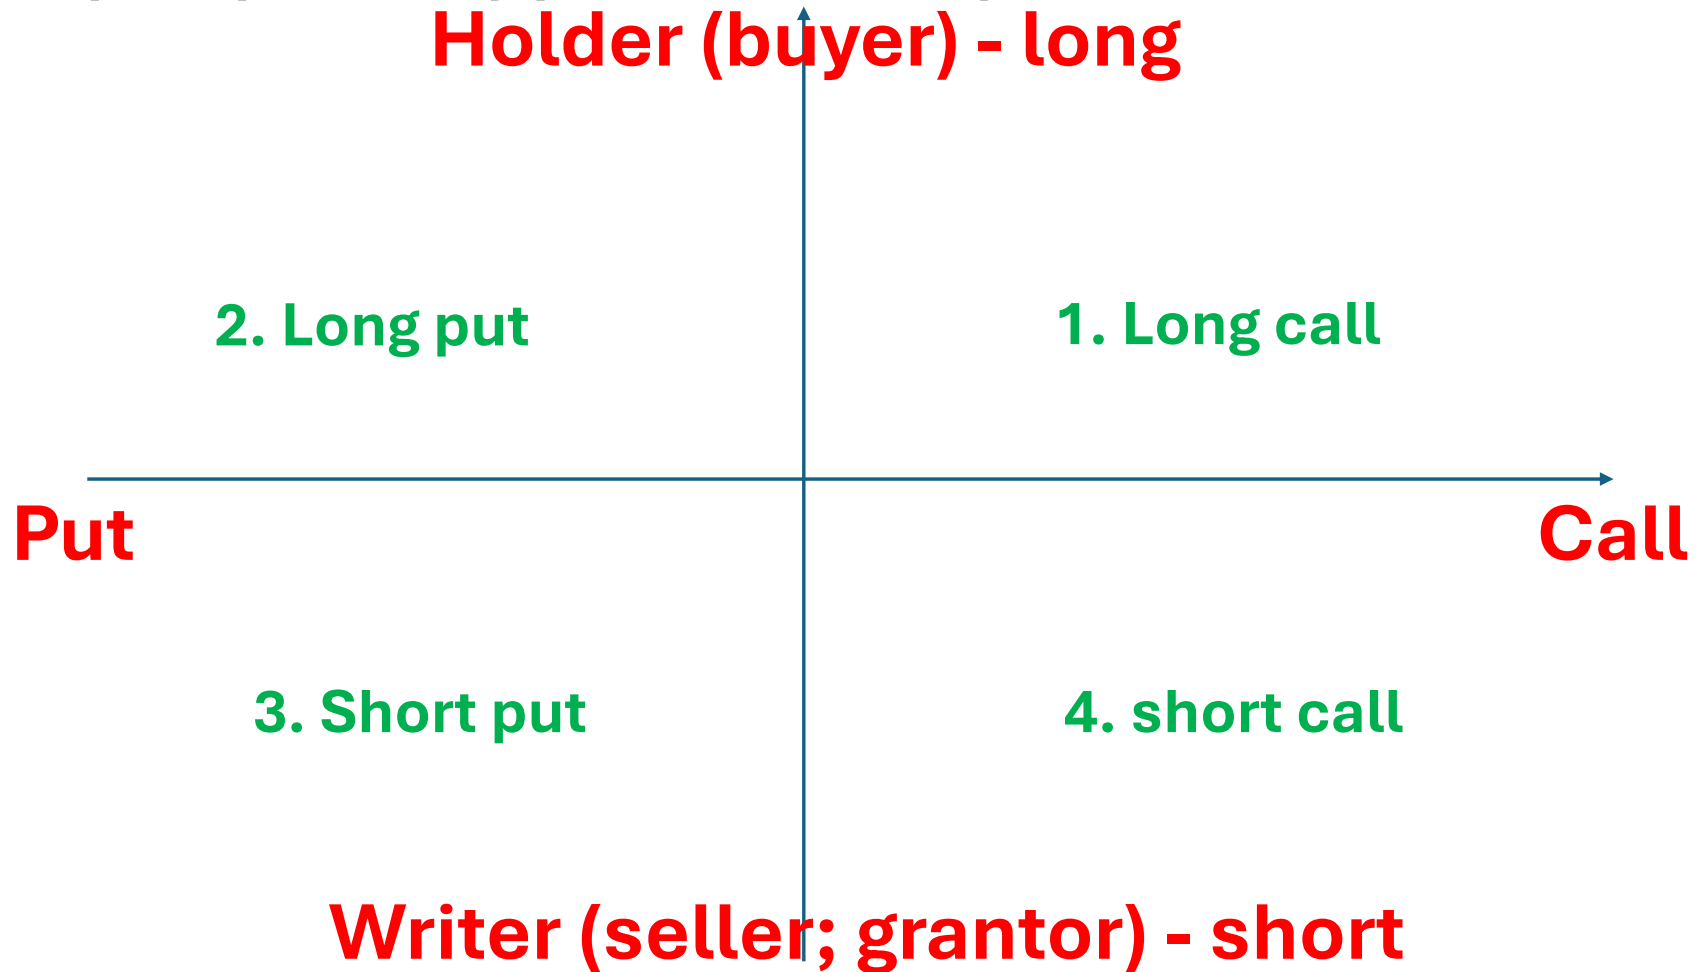 Holder (buyer) - long
2. Long put
1. Long call
Put
Call
3. Short put
4. short call
Writer (seller; grantor) - short